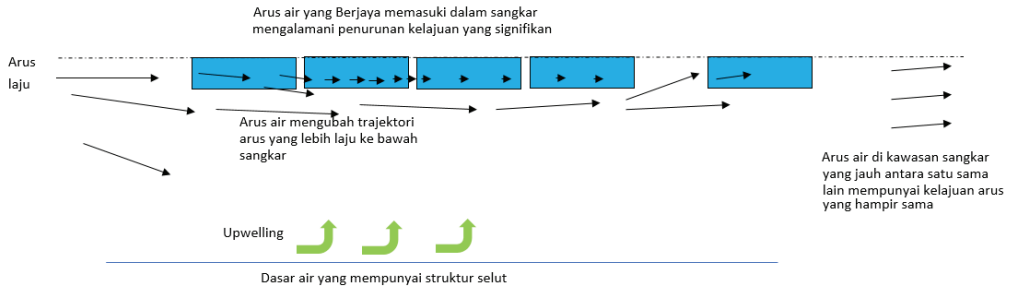 Arus air yang Berjaya memasuki dalam sangkar
mengalamani penurunan kelajuan yang signifikan
Arus
laju
Arus air mengubah trajektori
arus yang lebih laju ke bawah
sangkar
Arus air di kawasan sangkar
yang jauh antara satu sama
lain mempunyai kelajuan arus
yang hampir sama
Upwelling
Dasar air yang mempunyai struktur selut